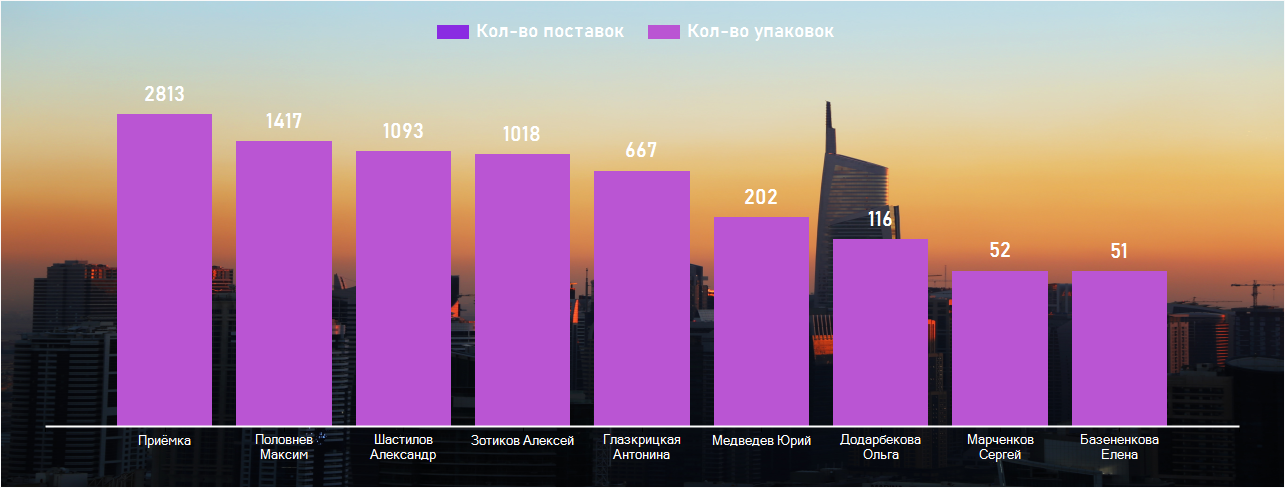 Кол-во поставок Кол-во упаковок
2813
1417
1093
1018
667
202
116
52
51
Приёмка
Половнев
Максим
Шастилов
Александр
Зотиков Алексей
Глазкрицкая
Антонина
Медведев Юрий
Додарбекова
Ольга
Марченков
Сергей
Базененкова
Елена